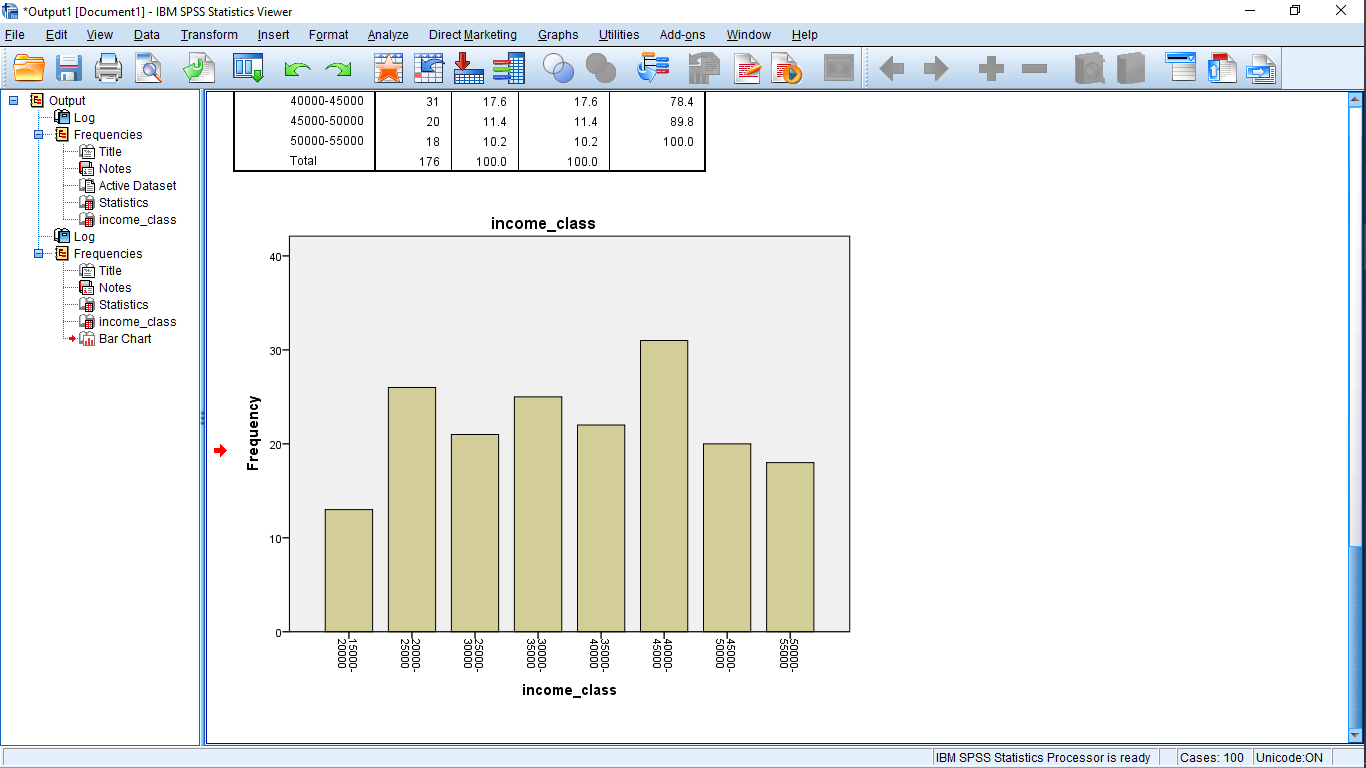 *Output1 [Document1] - IBM SPSS Statistics Viewer
File Edit View Data Transform Insert Format Analyze Direct Marketing Graphs Utilities Add-ons Window Help
Output
Log
Frequencies
Title
Notes
Active Dataset
Statistics
income_class
Log
Frequencies
Title
Notes
Statistics
income_class
Bar Chart
40000-45000 31 17.6 17.6 78.4
45000-50000 20 11.4 11.4 89.8
50000-55000 18 10.2 10.2 100.0
Total 176 100.0 100.0
income_class
Frequency
40
30
20
10
0
15000-
20000
20000-
25000
25000-
30000
30000-
35000
35000-
40000
40000-
45000
45000-
50000
50000-
55000
income_class
IBM SPSS Statistics Processor is ready Cases: 100 Unicode:ON